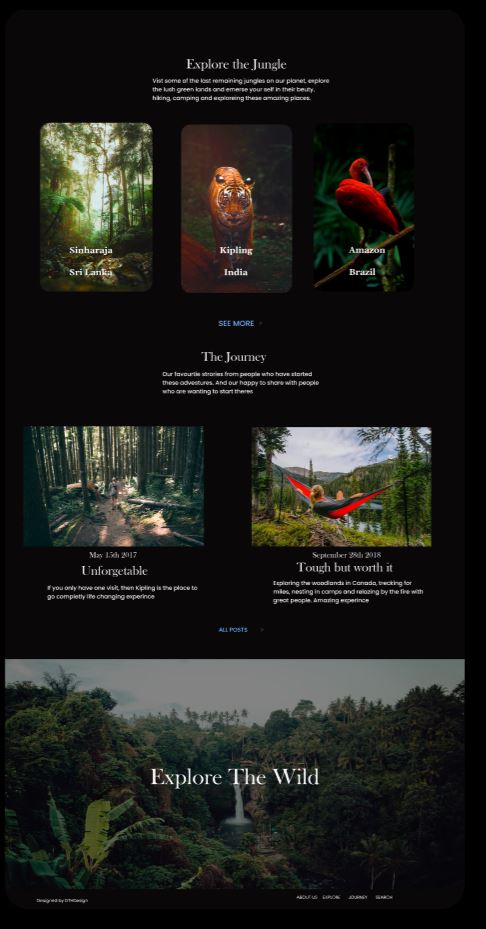 Explore the Jungle
Vist some of the last remaining jungles on our planet, explore
the lush green lands and emerse your self in their beuty,
hiking, camping and exploreing these amazing places.
Sinharaja
Sri Lanka
Kipling
India
Amazon
Brazil
SEE MORE >
The Journey
Our favourtie strories from people who have started
these advestures. And our happy to share with people
who are wanting to start theres
May 15th 2017
Unforgetable
If you only have one visit, then Kipling is the place to
go completly life changing experince
September 28th 2018
Tough but worth it
Exploring the woodlands in Canada, trecking for
miles, nesting in camps and relaxing by the fire with
great people. Amazing experince
ALL POSTS >
Explore The Wild
Designed by DTHDesign
ABOUT US EXPLORE JOURNEY SEARCH